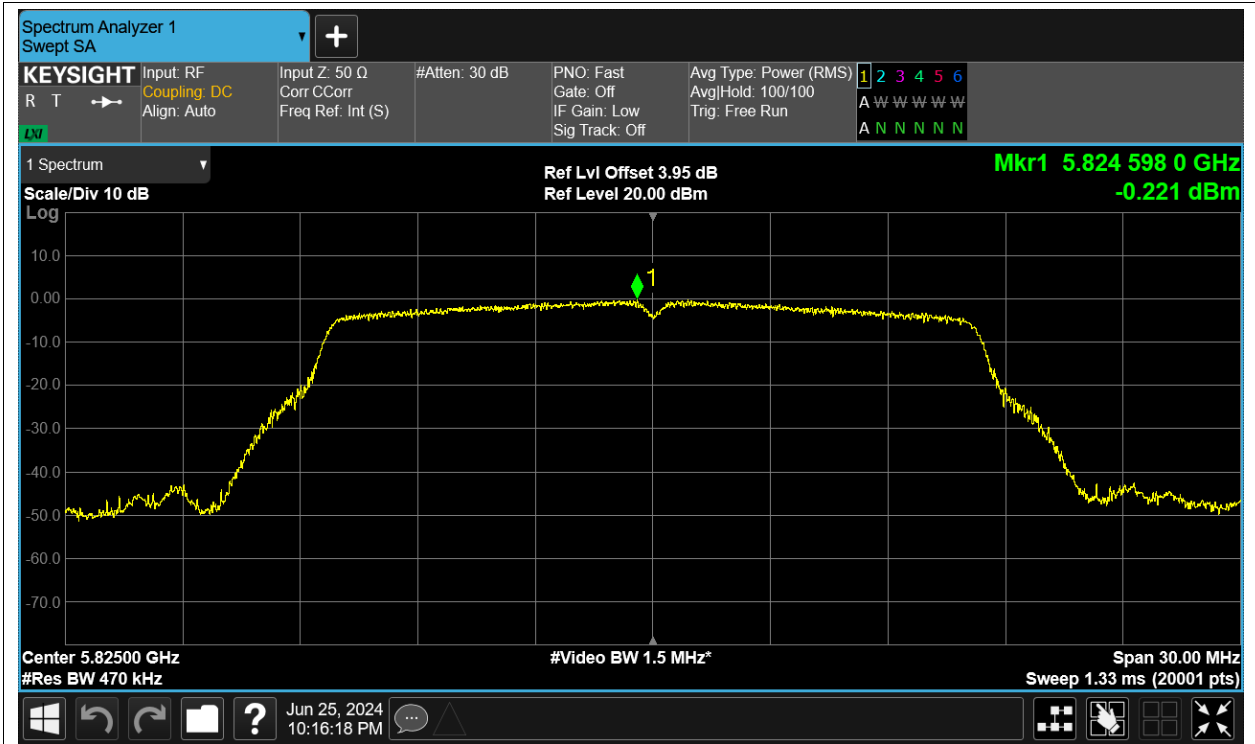 Spectrum Analyzer 1
Swept SA
KEYSIGHT
R T
LXI
Input: RF
Coupling: DC
Align: Auto
Input Z: 50 Ω
Corr CCorr
Freq Ref: Int (S)
#Atten: 30 dB
PNO: Fast
Gate: Off
IF Gain: Low
Sig Track: Off
Avg Type: Power (RMS)
Avg|Hold: 100/100
Trig: Free Run
1 2 3 4 5 6
A W W W W W
A N N N N N
1 Spectrum
Scale/Div 10 dB
Log
Ref Lvl Offset 3.95 dB
Ref Level 20.00 dBm
Mkr1 5.824 598 0 GHz
-0.221 dBm
1
10.0
0.00
-10.0
-20.0
-30.0
-40.0
-50.0
-60.0
-70.0
Center 5.82500 GHz
#Res BW 470 kHz
#Video BW 1.5 MHz*
Span 30.00 MHz
Sweep 1.33 ms (20001 pts)
?
Jun 25, 2024
10:16:18 PM